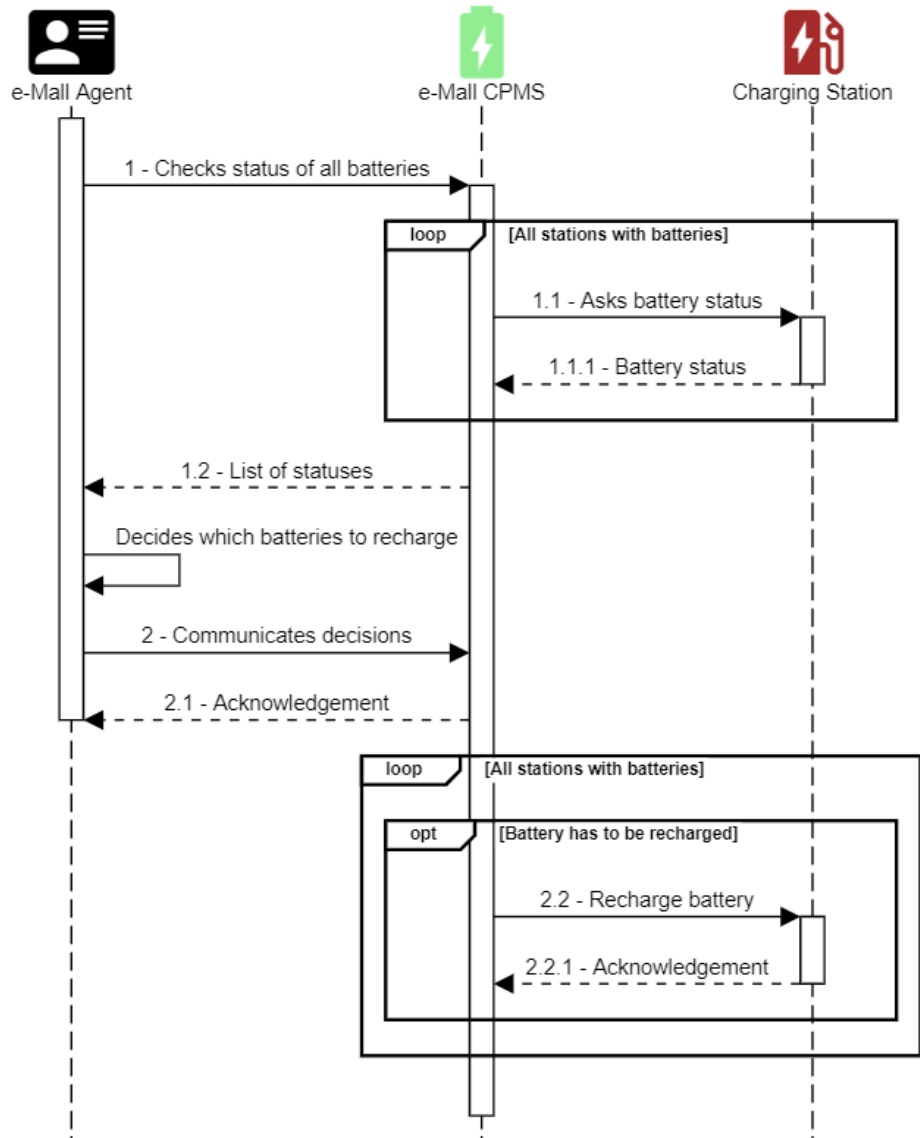 e-Mall Agent
e-Mall CPMS
Charging Station
1 - Checks status of all batteries
loop
[All stations with batteries]
1.1 - Asks battery status
1.1.1 - Battery status
1.2 - List of statuses
Decides which batteries to recharge
2 - Communicates decisions
2.1 - Acknowledgement
loop
[All stations with batteries]
opt
[Battery has to be recharged]
2.2 - Recharge battery
2.2.1 - Acknowledgement